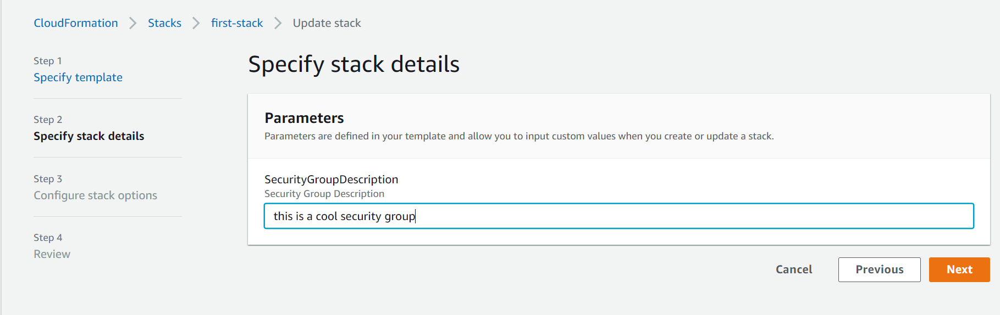 CloudFormation Stacks first-stack Update stack
Step 1
Specify template
Step 2
Specify stack details
Step 3
Configure stack options
Step 4
Review
Specify stack details
Parameters
Parameters are defined in your template and allow you to input custom values when you create or update a stack.
SecurityGroupDescription
Security Group Description
this is a cool security group
Cancel Previous Next